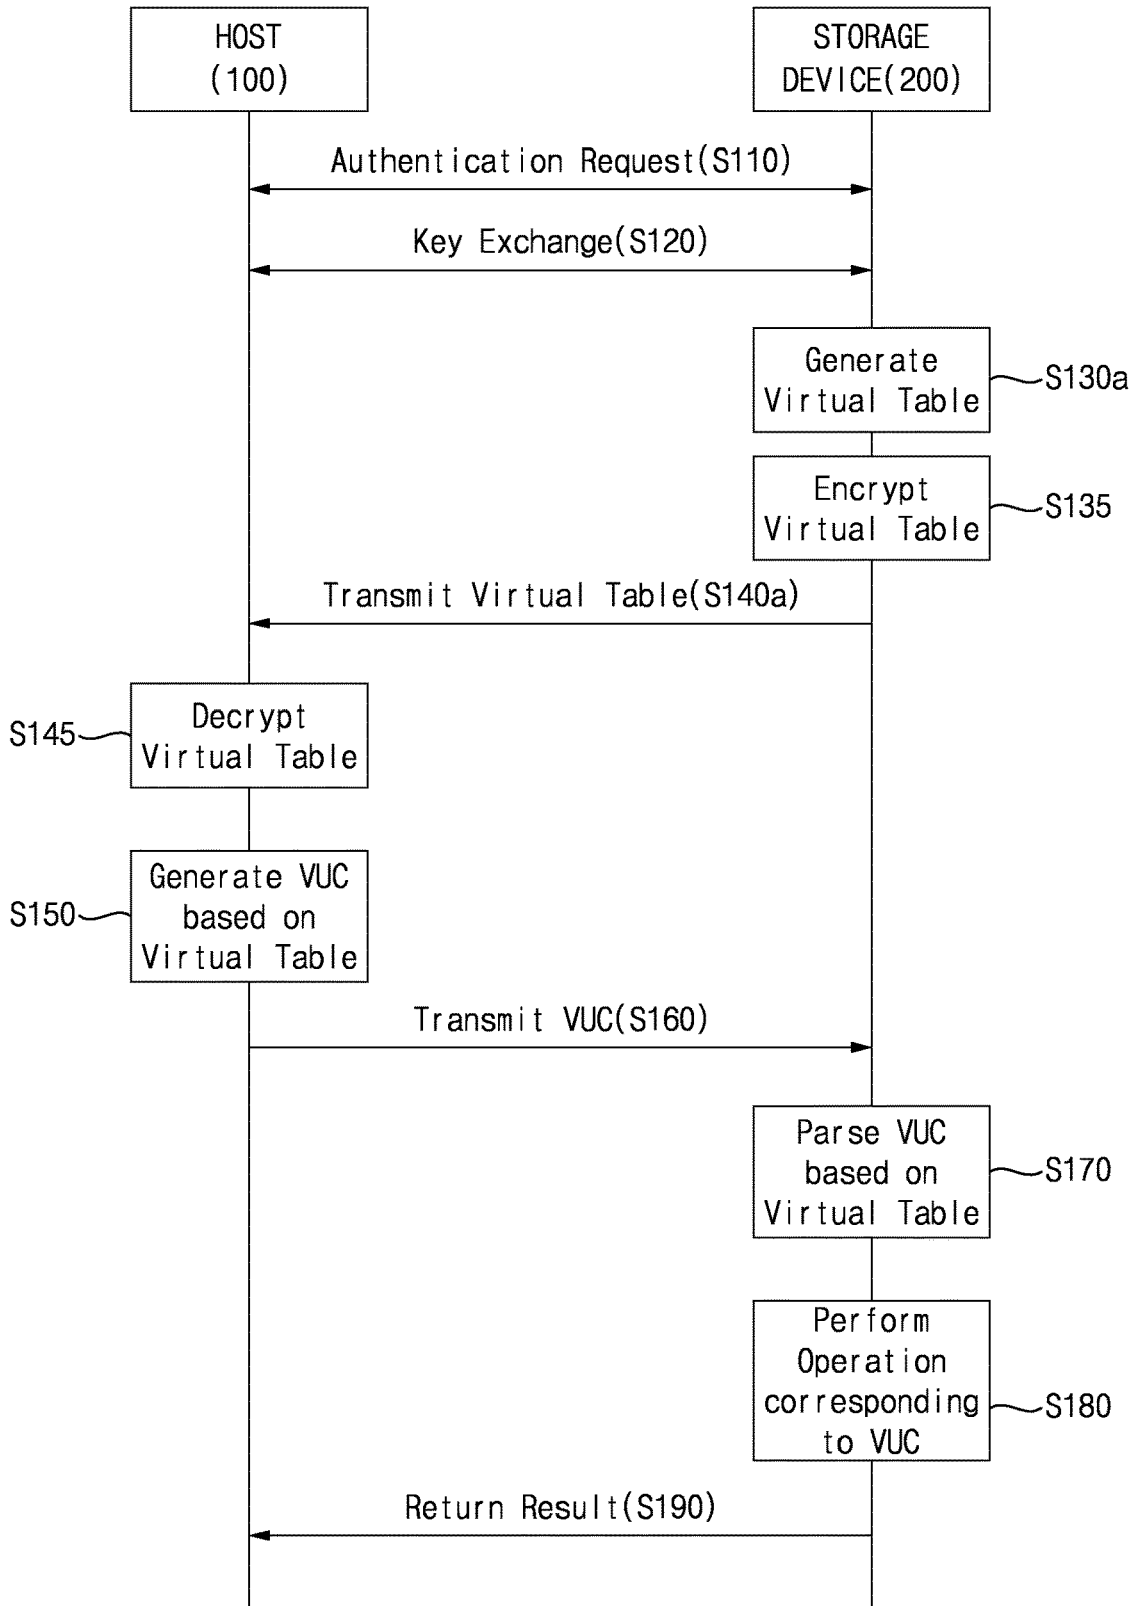 HOST
(100)
STORAGE
DEVICE(200)
Authentication Request(S110)
Key Exchange(S120)
Generate
Virtual Table
S130a
Encrypt
Virtual Table
S135
Transmit Virtual Table(S140a)
Decrypt
Virtual Table
S145
Generate VUC
based on
Virtual Table
S150
Transmit VUC(S160)
Parse VUC
based on
Virtual Table
S170
Perform
Operation
corresponding
to VUC
S180
Return Result(S190)